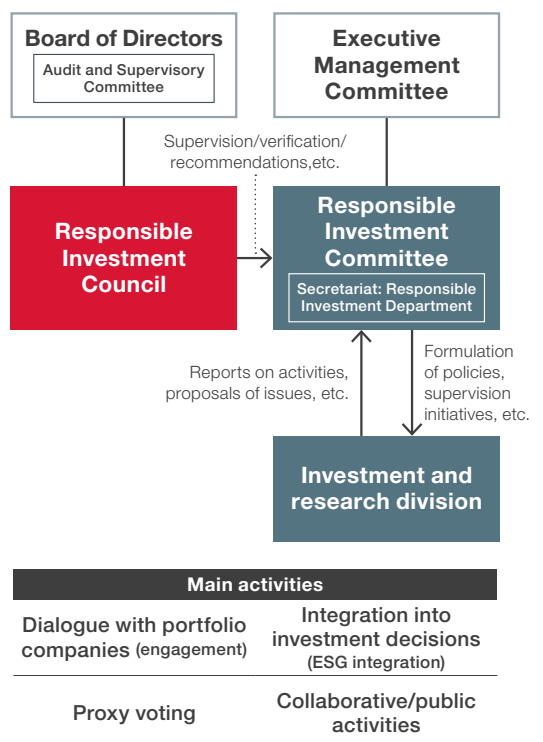 Board of Directors
Audit and Supervisory
Committee
Executive
Management
Committee
Supervision/verification/
recommendations,etc.
Responsible
Investment
Council
Responsible
Investment
Committee
Secretariat: Responsible
Investment Department
Reports on activities,
proposals of issues, etc.
Formulation
of policies,
supervision
initiatives, etc.
Investment and
research division
Main activities
Dialogue with portfolio
companies (engagement)
Integration into
investment decisions
(ESG integration)
Proxy voting
Collaborative/public
activities